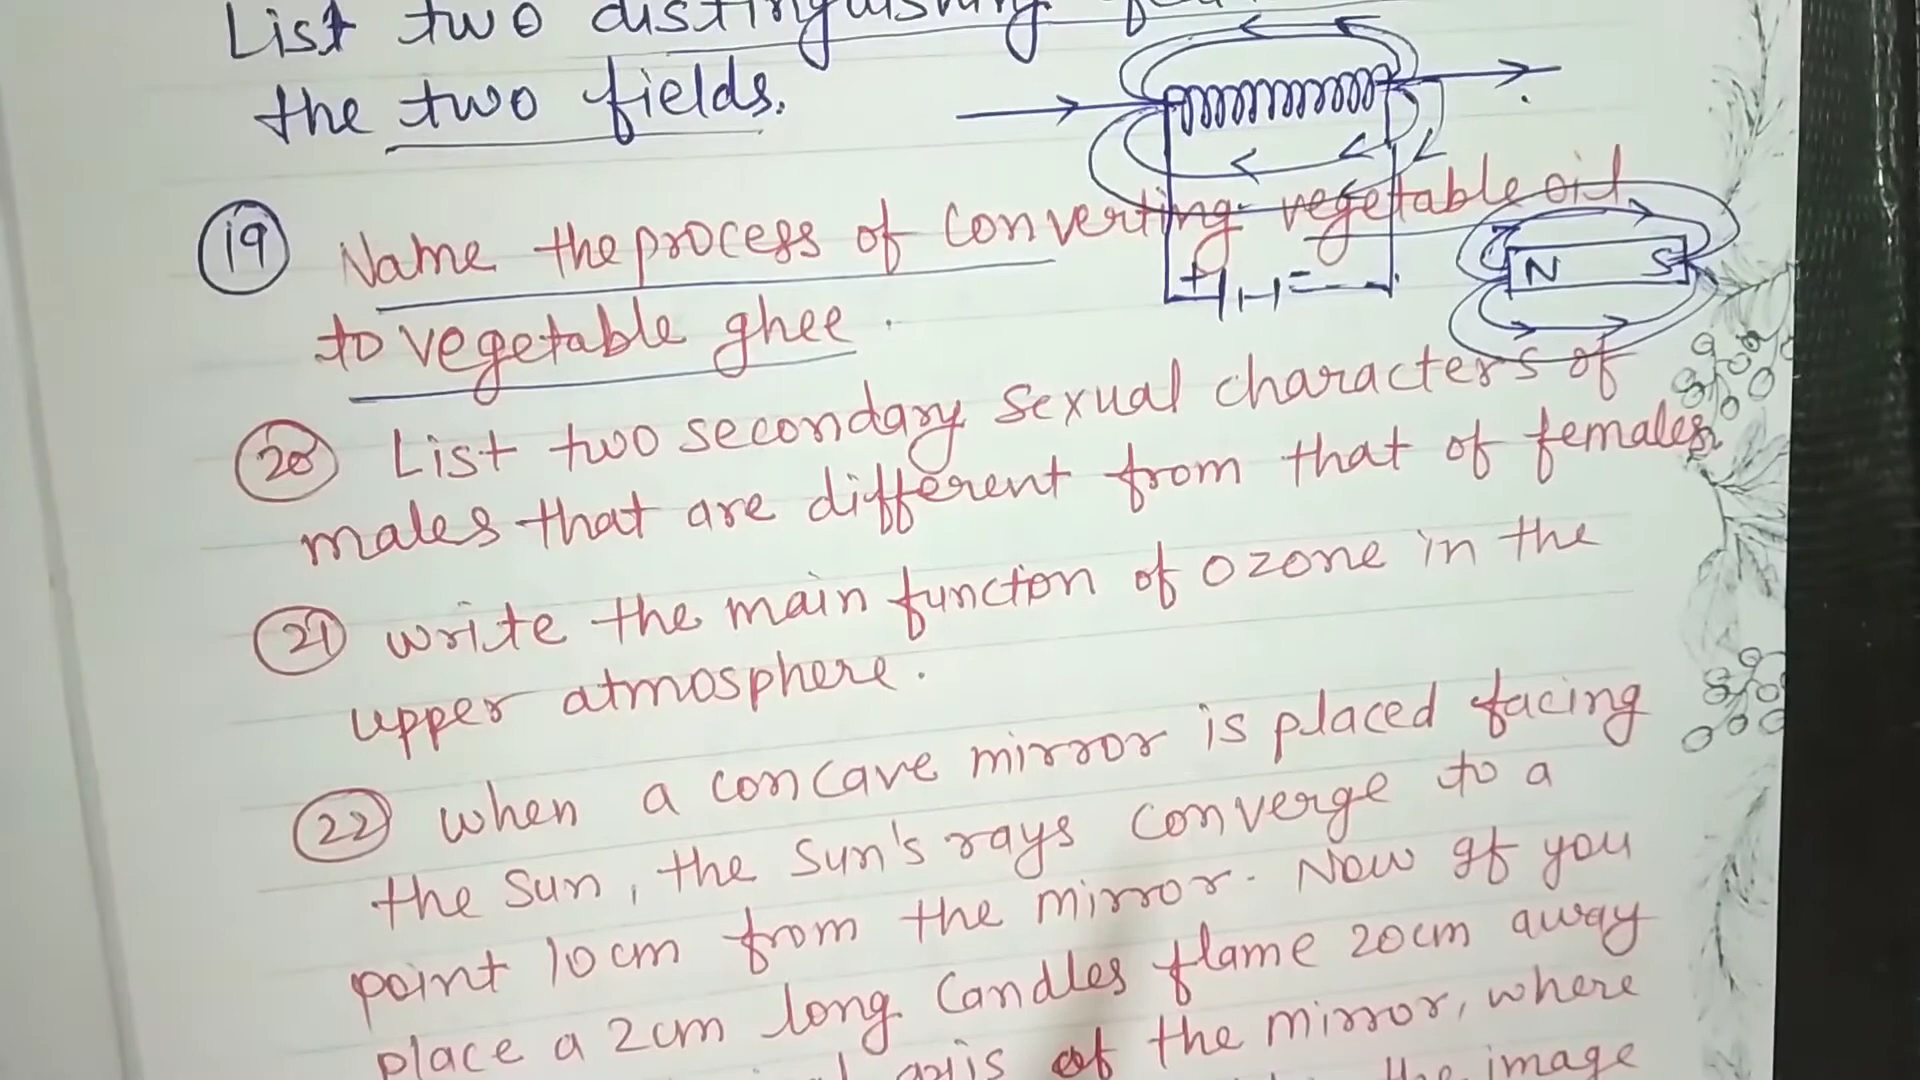 List two distinguishing
the two fields.
19 Name the process of converting vegetable oil
to vegetable ghee.
+
N S
20 List two secondary sexual characters of
males that are different from that of females.
21 write the main function of ozone in the
upper atmosphere.
22 when a concave mirror is placed facing
the sun, the sun's rays converge to a
point 10 cm from the mirror. Now If you
place a 2cm long. Candles flame 20cm away
axis of the mirror, where
the image